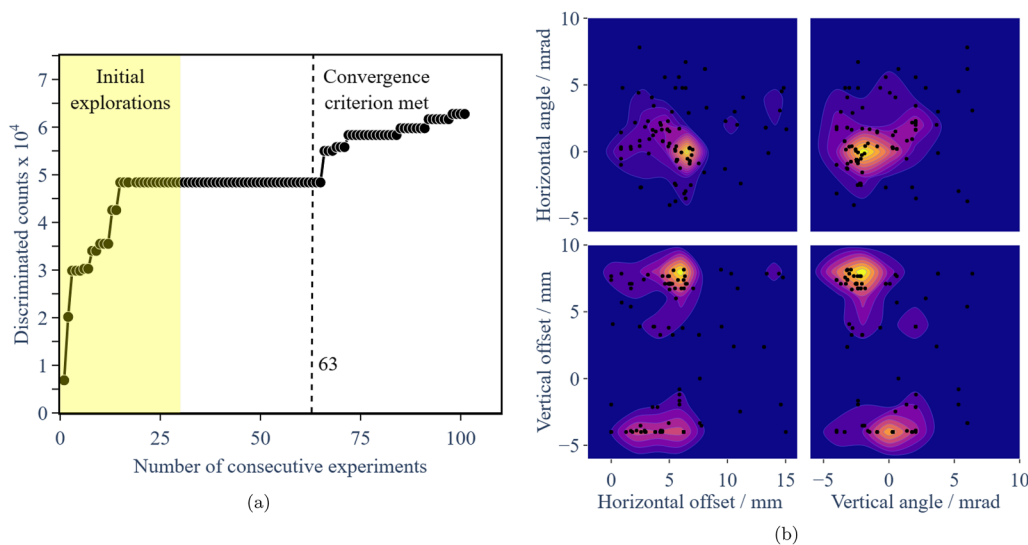 7
6
5
4
3
2
1
0
Discriminated counts x 10⁴
Initial
explorations
Convergence
criterion met
63
0
25
50
75
100
Number of consecutive experiments
(a)
10
5
0
−5
Horizontal angle / mrad
10
5
0
−5
Vertical offset / mm
0
5
10
15
Horizontal offset / mm
−5
0
5
10
Vertical angle / mrad
(b)